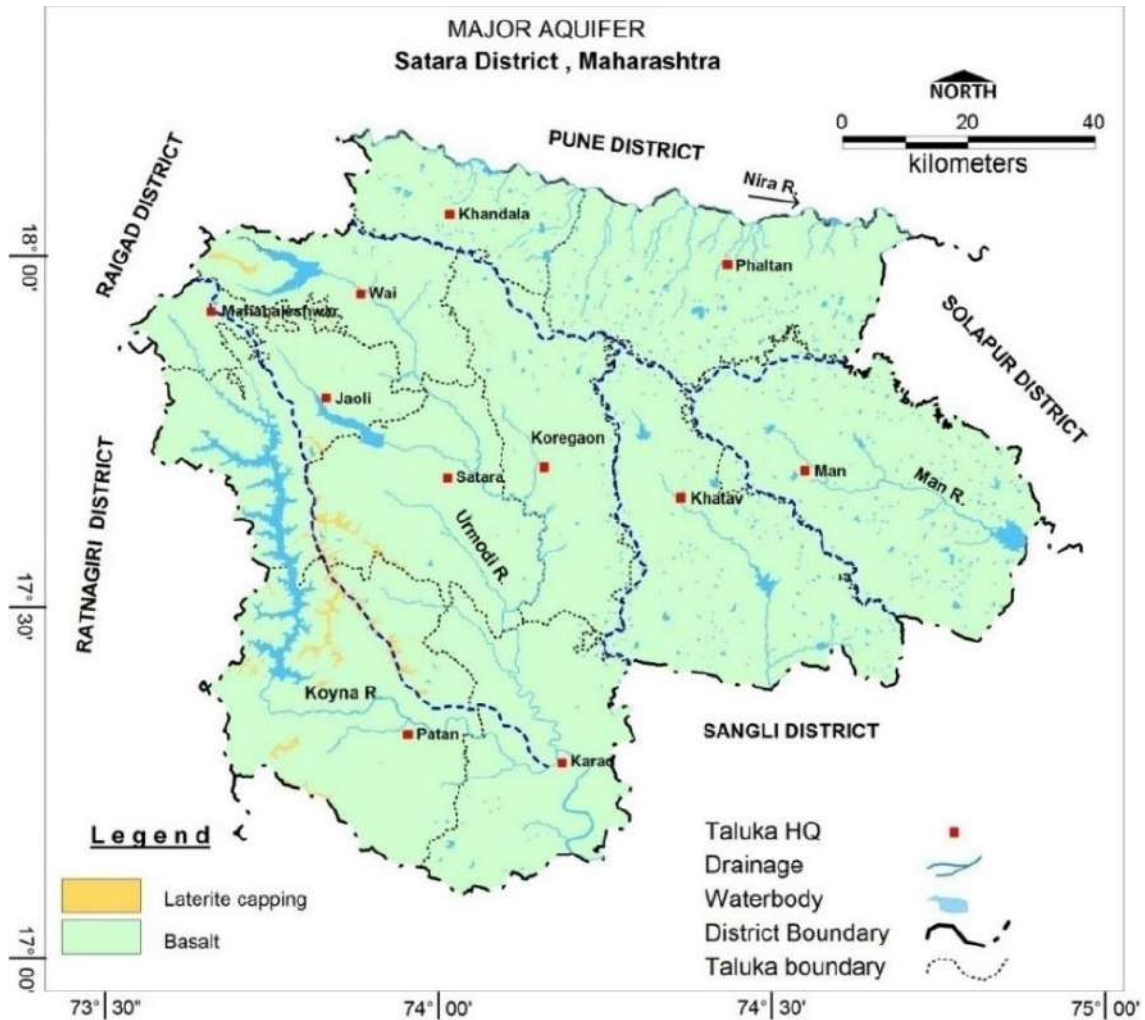 MAJOR AQUIFER
Satara District , Maharashtra
NORTH
0 20 40
kilometers
PUNE DISTRICT
RAIGAD DISTRICT
Nira R.
Khandala
18° 00'
Phaltan
Wai
Mahabaleshwar
SOLAPUR DISTRICT
Jaoli
Koregaon
Satara
Man
Khatav
Man R.
Urmodi R.
RATNAGIRI DISTRICT
17° 30'
Koyna R
Patan
SANGLI DISTRICT
Karad
Legend
Laterite capping
Basalt
Taluka HQ
Drainage
Waterbody
District Boundary
Taluka boundary
17° 00'
73° 30' 74° 00' 74° 30' 75° 00'